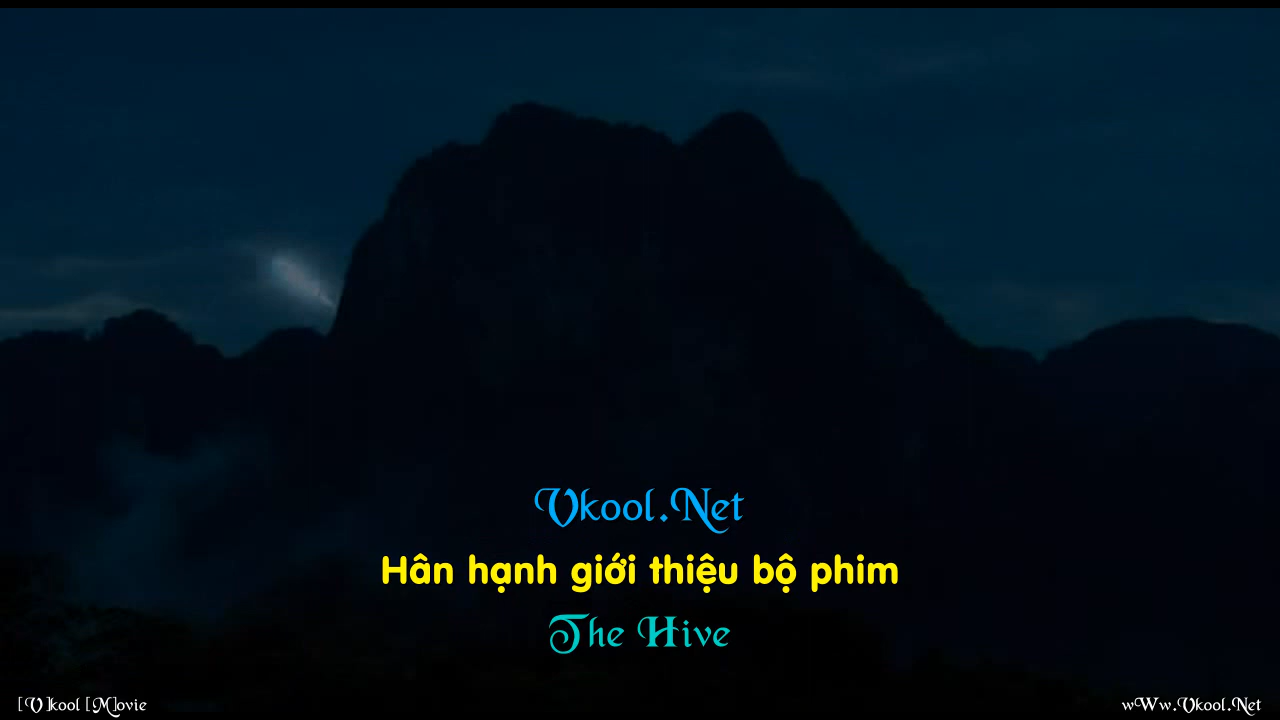 Vkool.Net
Hân hạnh giới thiệu bộ phim
The Hive
[V]kool [M]ovie
wWw.Vkool.Net